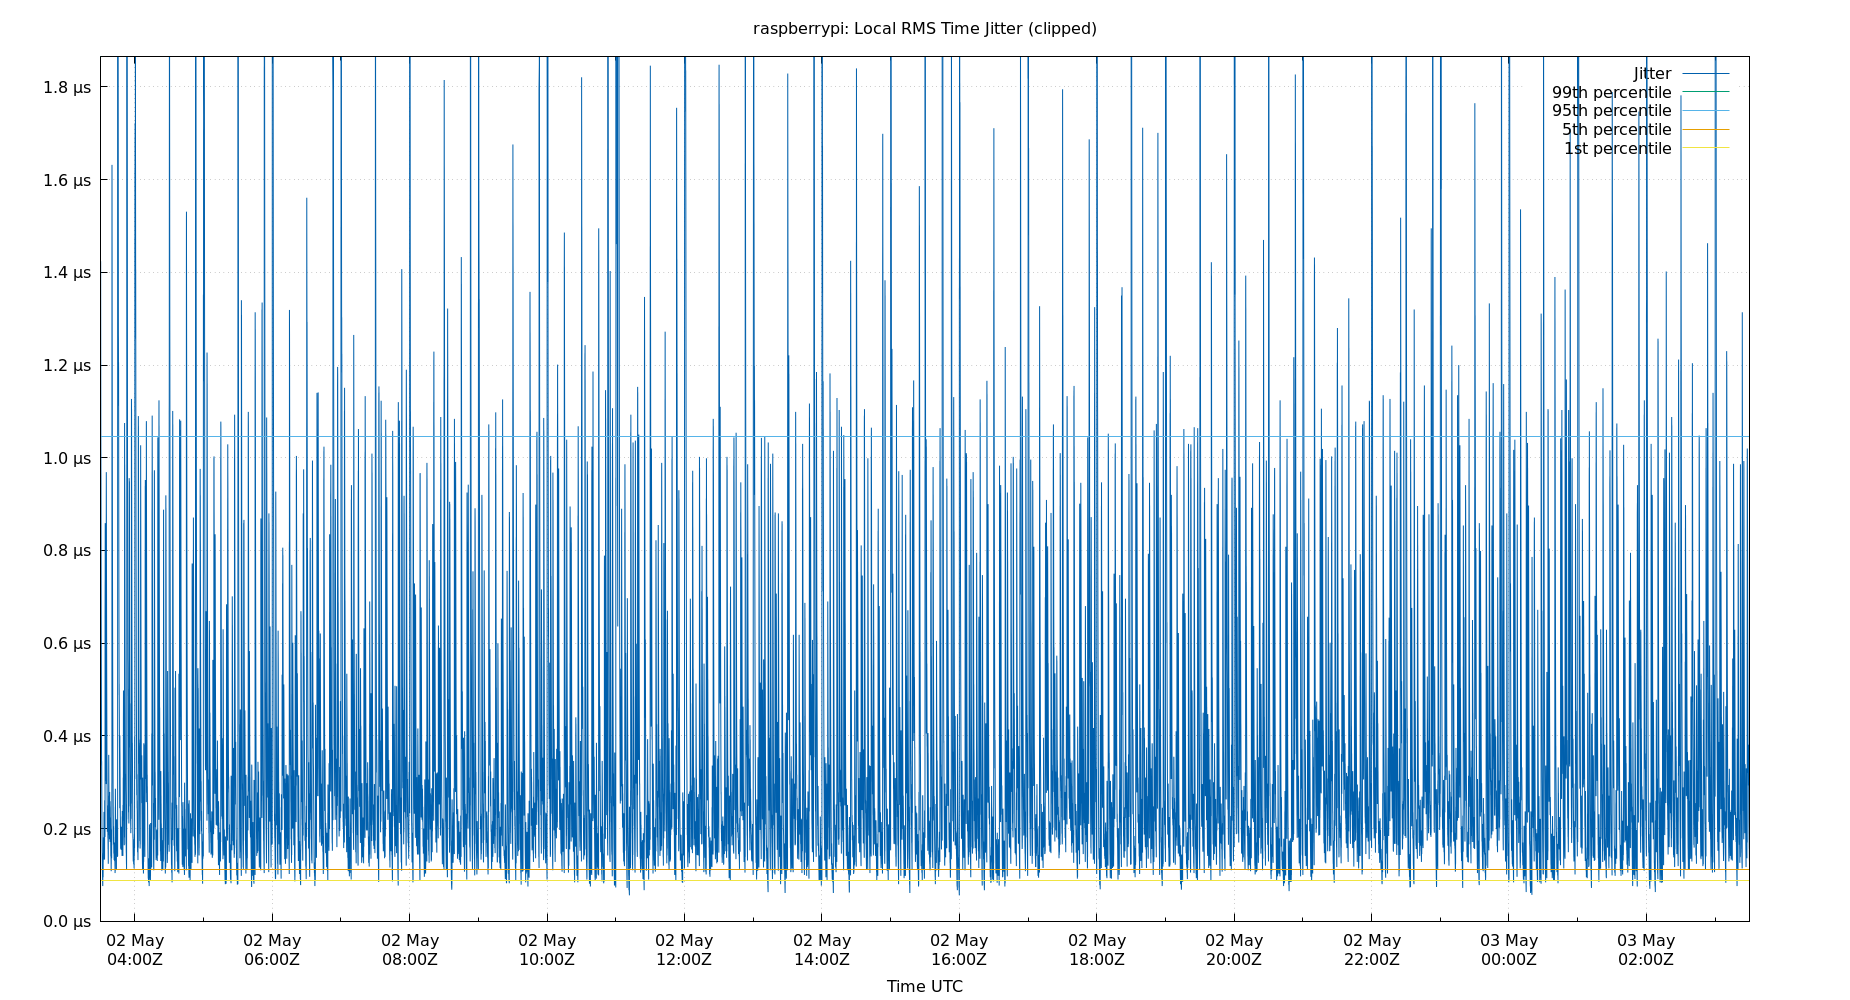 raspberrypi: Local RMS Time Jitter (clipped)
Jitter
99th percentile
95th percentile
5th percentile
1st percentile
1.8 μs
1.6 μs
1.4 μs
1.2 μs
1.0 μs
0.8 μs
0.6 μs
0.4 μs
0.2 μs
0.0 μs
02 May 02 May 02 May 02 May 02 May 02 May 02 May 02 May 02 May 02 May 03 May 03 May
04:00Z 06:00Z 08:00Z 10:00Z 12:00Z 14:00Z 16:00Z 18:00Z 20:00Z 22:00Z 00:00Z 02:00Z
Time UTC